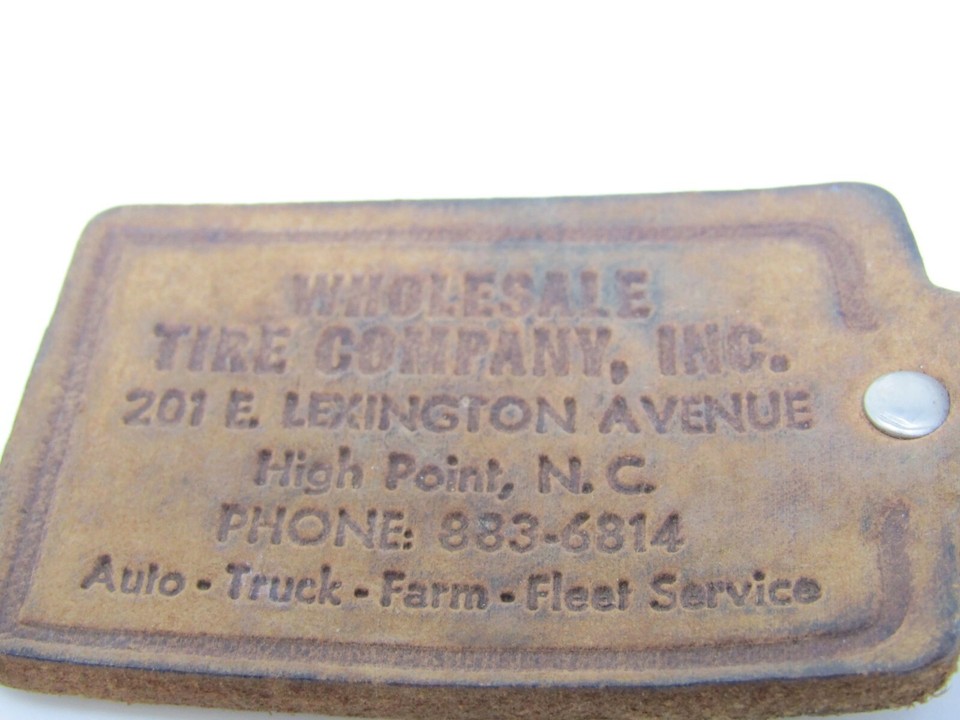 WHOLESALE
TIRE COMPANY, INC.
201 E. LEXINGTON AVENUE
High Point, N.C.
PHONE: 883-6814
Auto - Truck - Farm - Fleet Service